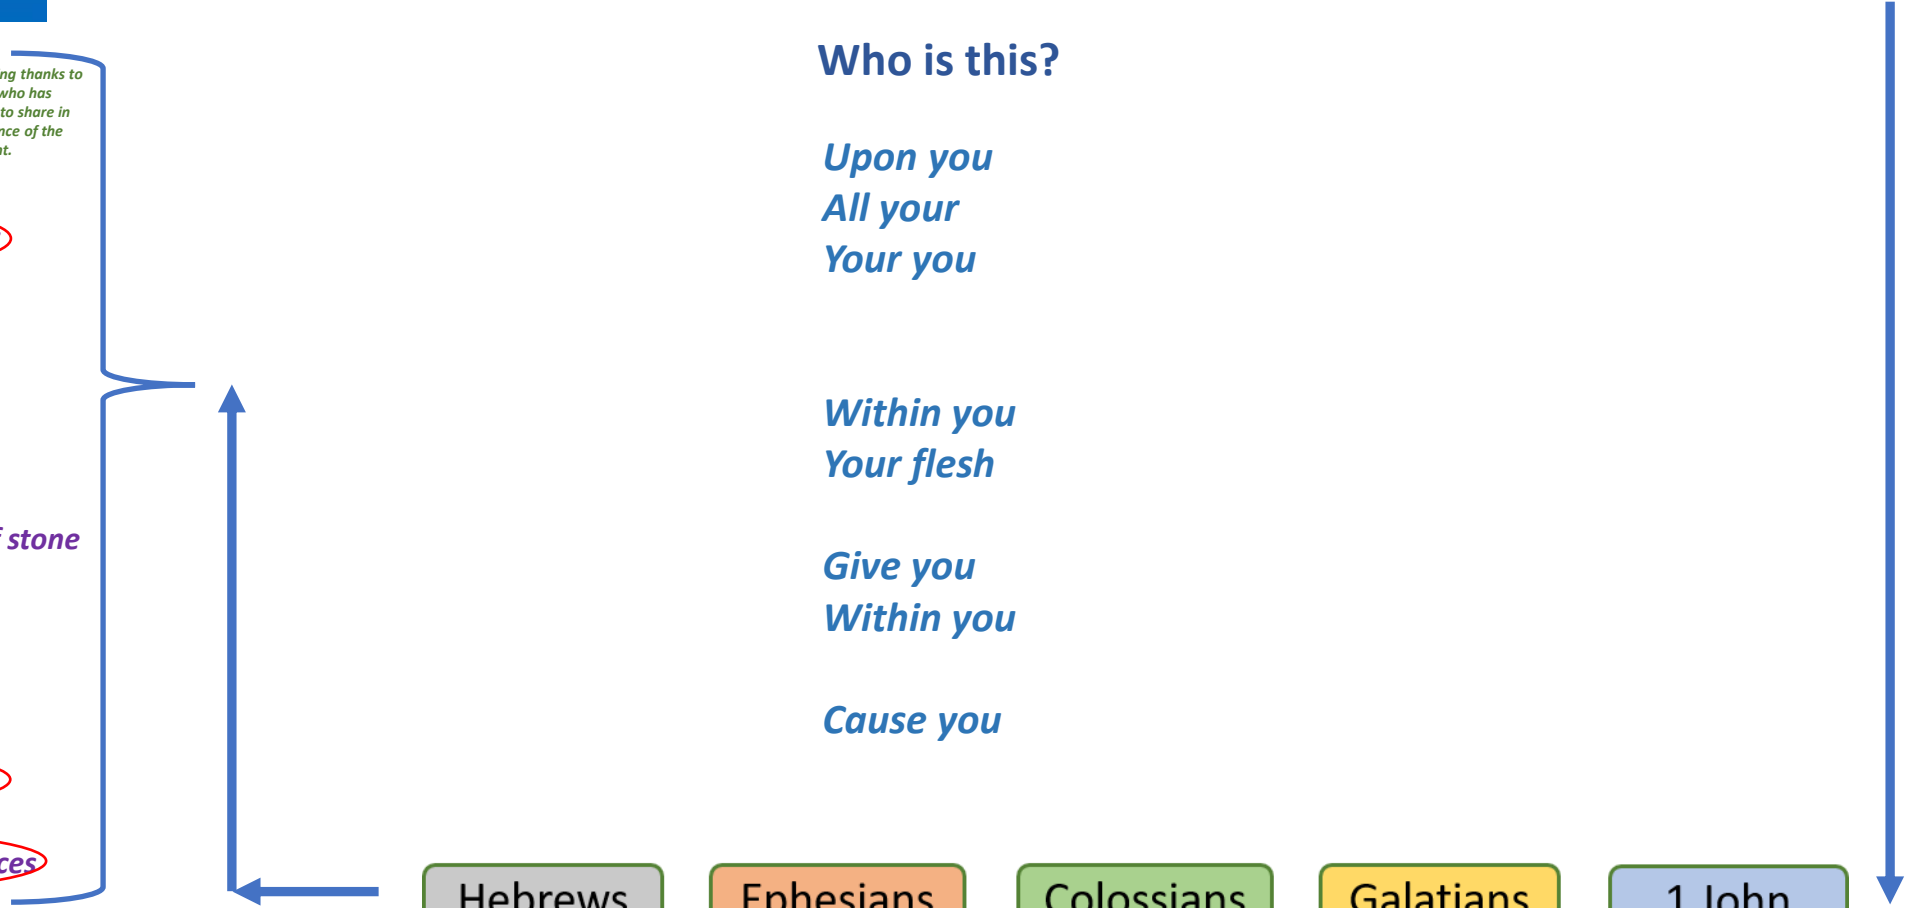 ng thanks to
who has
to share in
nce of the
nt.
f stone
ces
Who is this?
Upon you
All your
Your you
Within you
Your flesh
Give you
Within you
Cause you
Hebrews
Ephesians
Colossians
Galatians
1 John